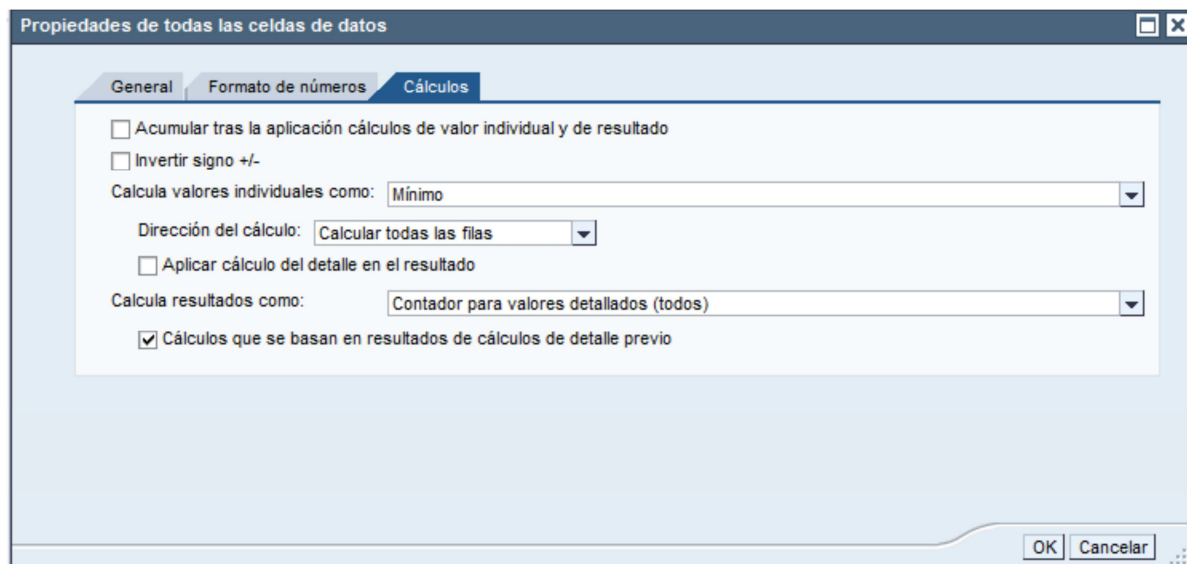 Propiedades de todas las celdas de datos
General Formato de números Cálculos
Acumular tras la aplicación cálculos de valor individual y de resultado
Invertir signo +/-
Calcula valores individuales como: Mínimo
Dirección del cálculo: Calcular todas las filas
Aplicar cálculo del detalle en el resultado
Calcula resultados como: Contador para valores detallados (todos)
Cálculos que se basan en resultados de cálculos de detalle previo
OK Cancelar